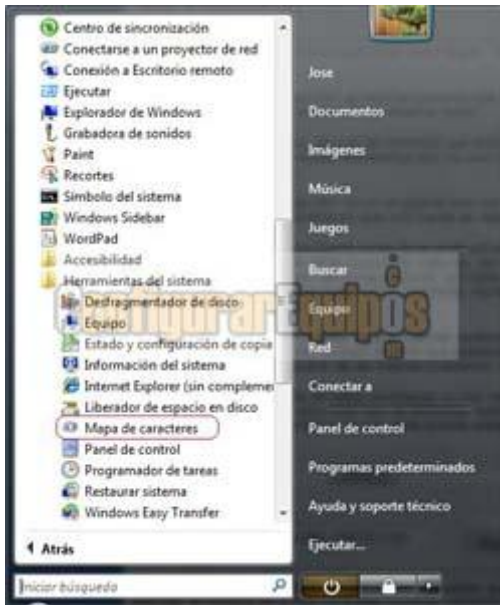 Centro de sincronización
Conectarse a un proyector de red
Conexión a Escritorio remoto
Ejecutar
Explorador de Windows
Grabadora de sonidos
Paint
Recortes
Símbolo del sistema
Windows Sidebar
WordPad
Accesibilidad
Herramientas del sistema
Desfragmentador de disco
Equipo
Estado y configuración de copia
Información del sistema
Internet Explorer (sin compleme
Liberador de espacio en disco
Mapa de caracteres
Panel de control
Programador de tareas
Restaurar sistema
Windows Easy Transfer
Atrás
Iniciar búsqueda
Jose
Documentos
Imágenes
Música
Juegos
Buscar
Equipo
Red
Conectar a
Panel de control
Programas predeterminados
Ayuda y soporte técnico
Ejecutar...
ConfigurarEquipos
.com